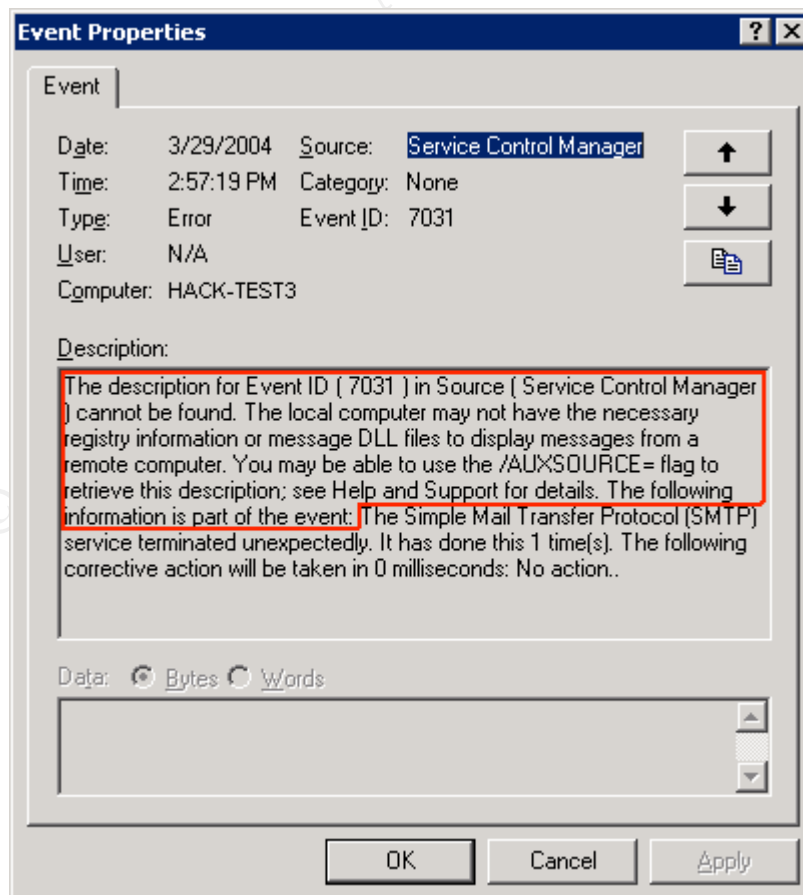 Event Properties
Event
Date: 3/29/2004 Source: Service Control Manager
Time: 2:57:19 PM Category: None
Type: Error Event ID: 7031
User: N/A
Computer: HACK-TEST3
Description:
The description for Event ID ( 7031 ) in Source ( Service Control Manager
) cannot be found. The local computer may not have the necessary
registry information or message DLL files to display messages from a
remote computer. You may be able to use the /AUXSOURCE= flag to
retrieve this description; see Help and Support for details. The following
information is part of the event: The Simple Mail Transfer Protocol (SMTP)
service terminated unexpectedly. It has done this 1 time(s). The following
corrective action will be taken in 0 milliseconds: No action..
Data: Bytes Words
OK Cancel Apply